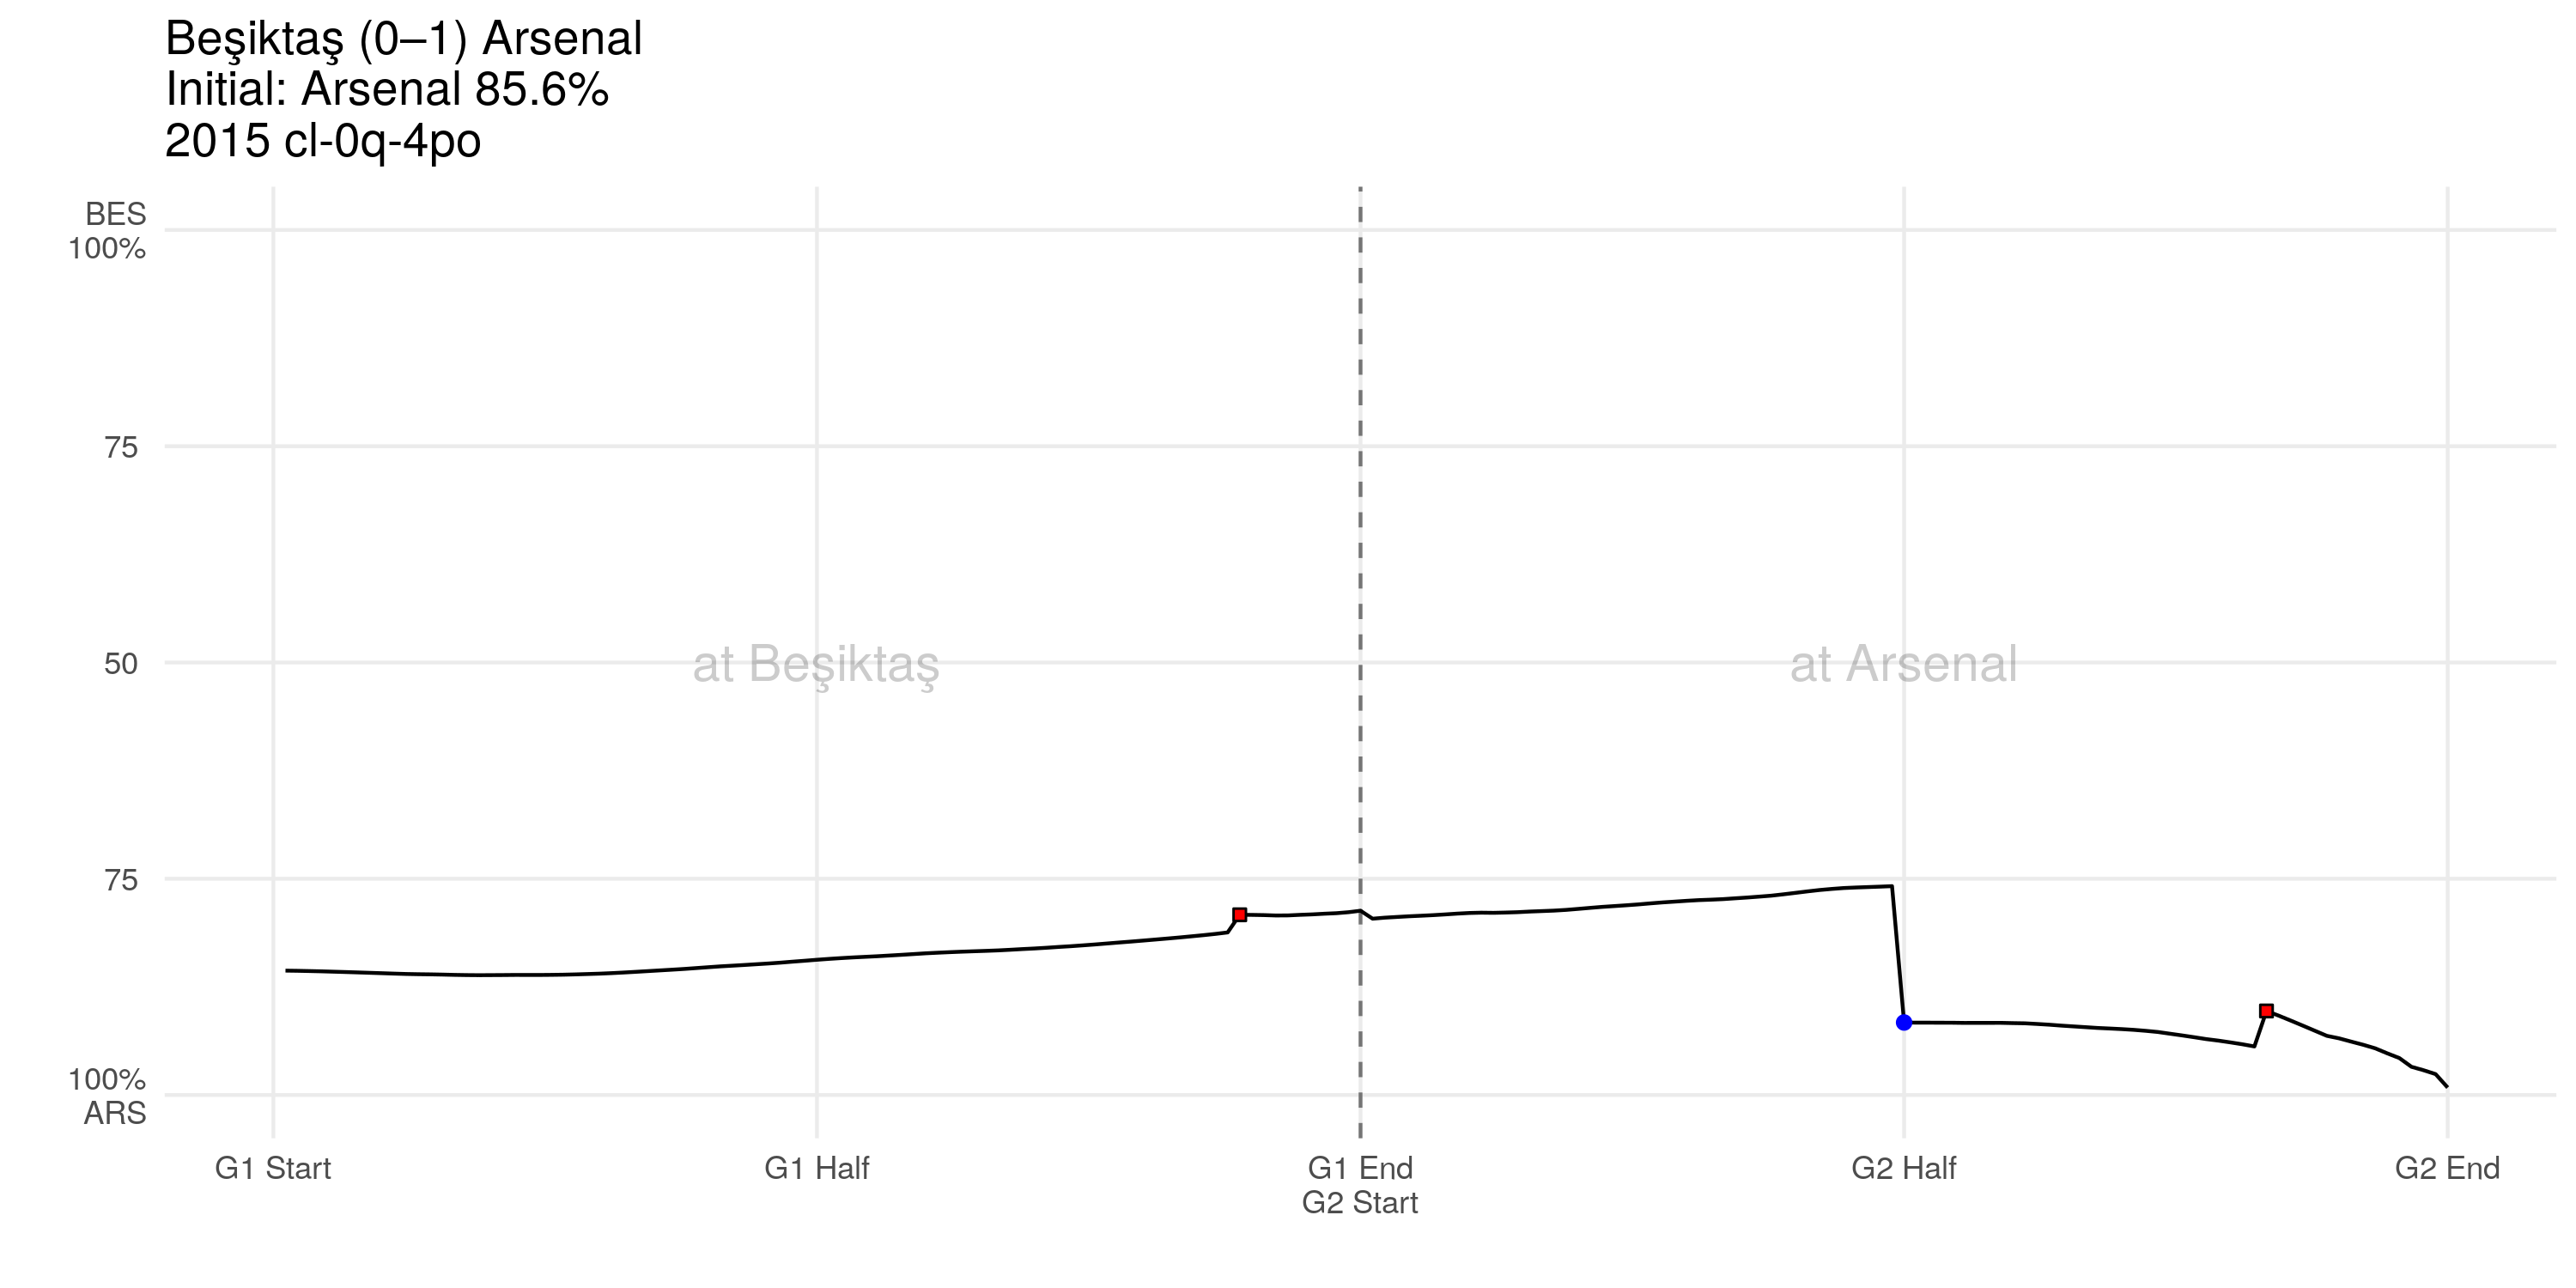 Beşiktaş (0–1) Arsenal
Initial: Arsenal 85.6%
2015 cl-0q-4po
BES
100%
75
50
75
100%
ARS
at Beşiktaş
at Arsenal
G1 Start
G1 Half
G1 End
G2 Start
G2 Half
G2 End